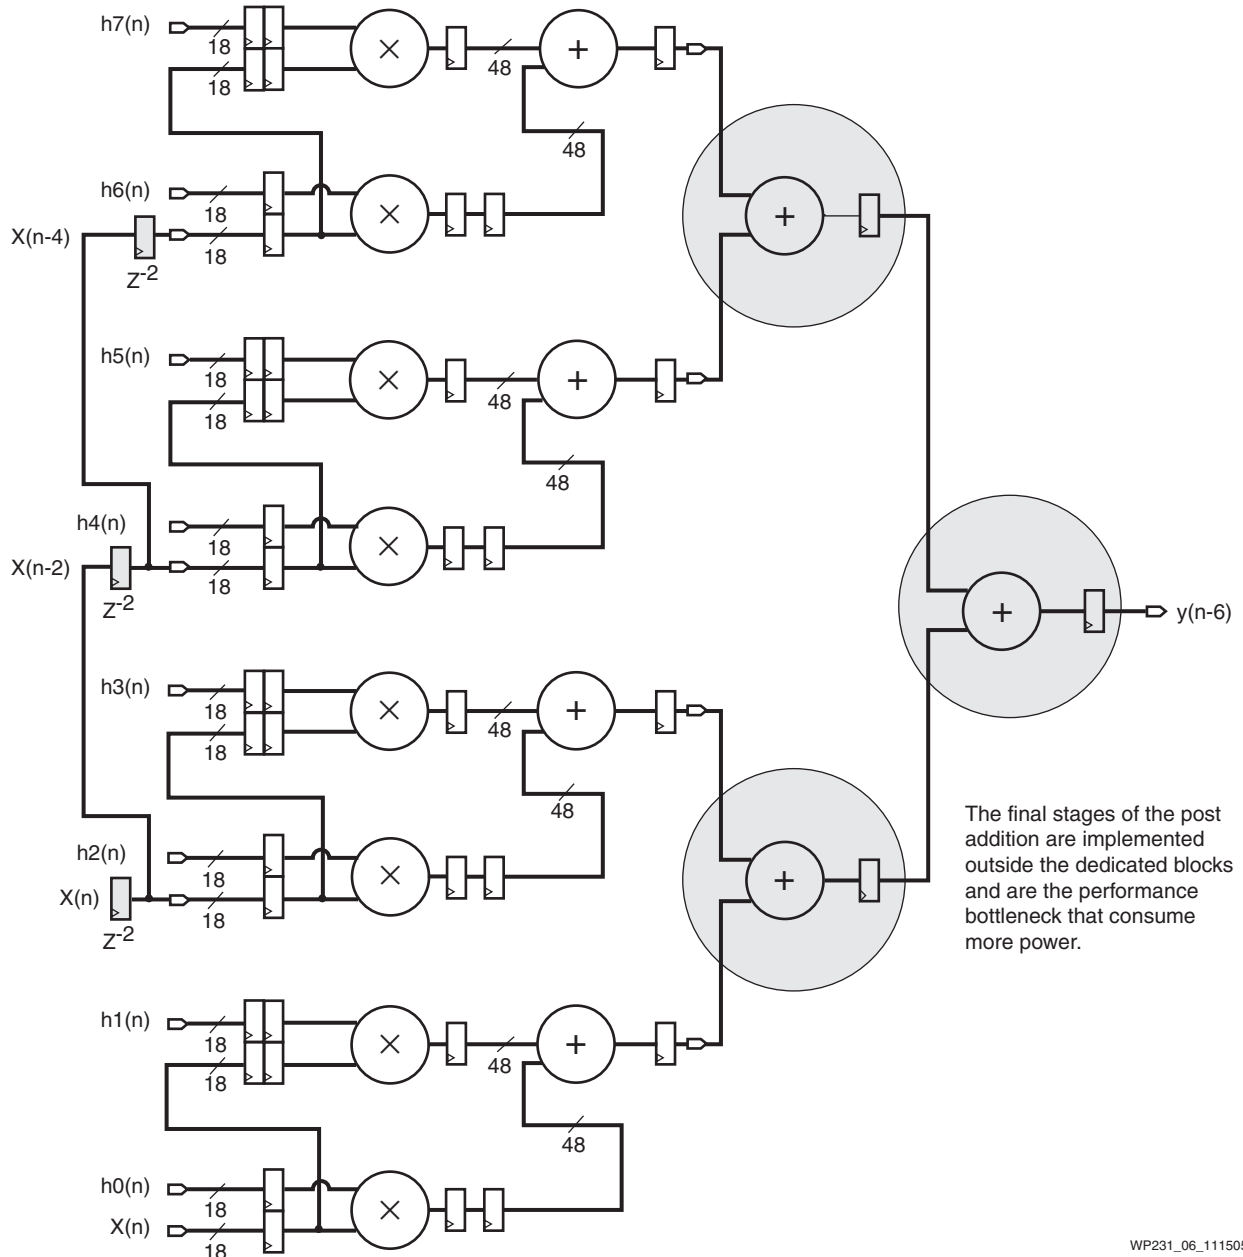 h7(n)
18
18
×
48
+
48
h6(n)
18
×
+
X(n-4)
18
Z-2
h5(n)
18
18
×
48
+
48
h4(n)
18
×
X(n-2)
18
Z-2
+
y(n-6)
h3(n)
18
18
×
48
+
48
The final stages of the post
addition are implemented
outside the dedicated blocks
and are the performance
bottleneck that consume
more power.
h2(n)
18
×
+
X(n)
18
Z-2
h1(n)
18
18
×
48
+
48
h0(n)
18
×
X(n)
18
WP231_06_111505